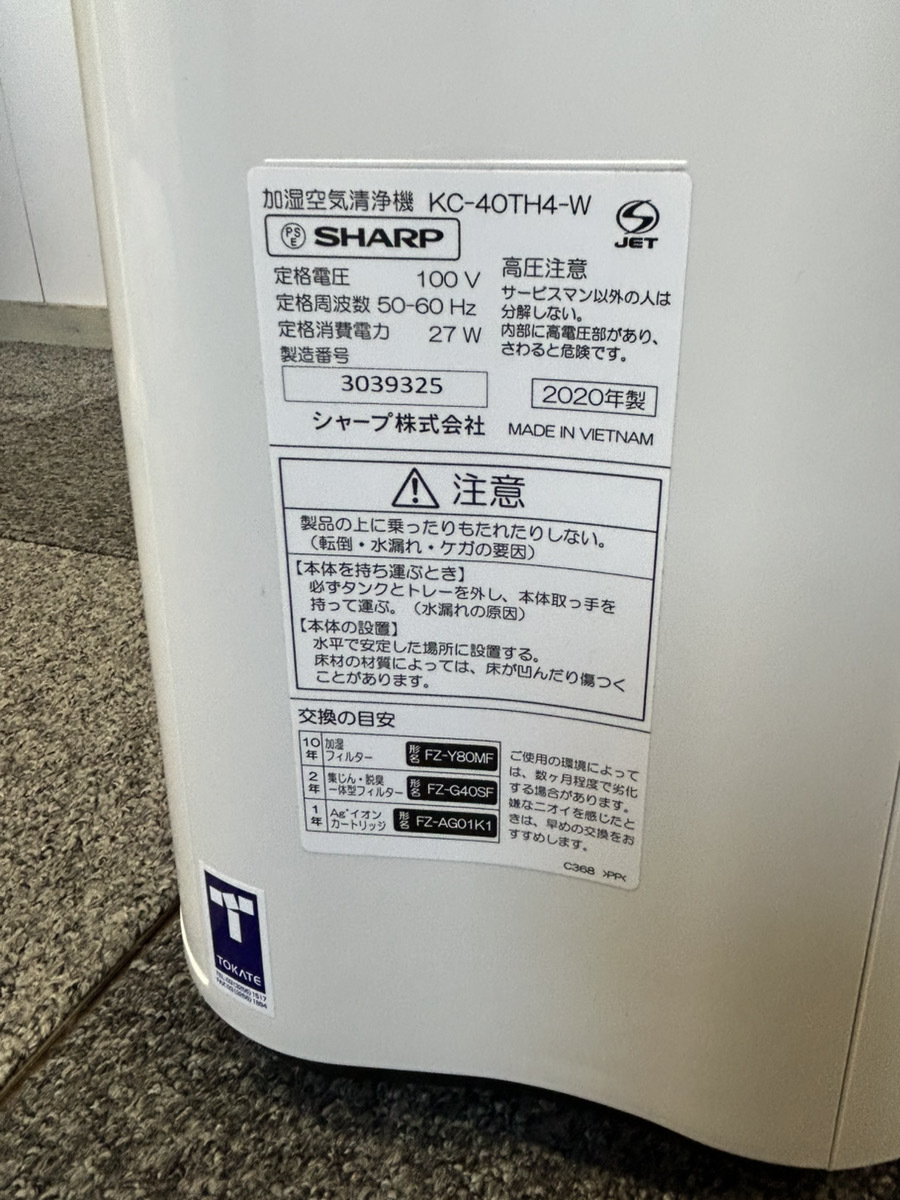 加湿空気清浄機 KC-40TH4-W
PSE SHARP
JET
定格電圧 100 V
定格周波数 50-60 Hz
定格消費電力 27 W
製造番号
3039325
シャープ株式会社
高圧注意
サービスマン以外の人は
分解しない。
内部に高電圧部があり、
さわると危険です。
2020年製
MADE IN VIETNAM
注意
製品の上に乗ったりもたれたりしない。
（転倒・水漏れ・ケガの要因）
【本体を持ち運ぶとき】
必ずタンクとトレーを外し、本体取っ手を
持って運ぶ。（水漏れの原因）
【本体の設置】
水平で安定した場所に設置する。
床材の材質によっては、床が凹んだり傷つく
ことがあります。
交換の目安
10年 加湿フィルター 形名 FZ-Y80MF
2年 集じん・脱臭一体型フィルター 形名 FZ-G40SF
1年 Ag⁺イオンカートリッジ 形名 FZ-AG01K1
ご使用の環境によって
は、数ヶ月程度で劣化
する場合があります。
嫌なニオイを感じたと
きは、早めの交換をお
すすめします。
C368 >PP<
T
TOKATE
TEL.03(3256)1517
FAX.03(3256)1884